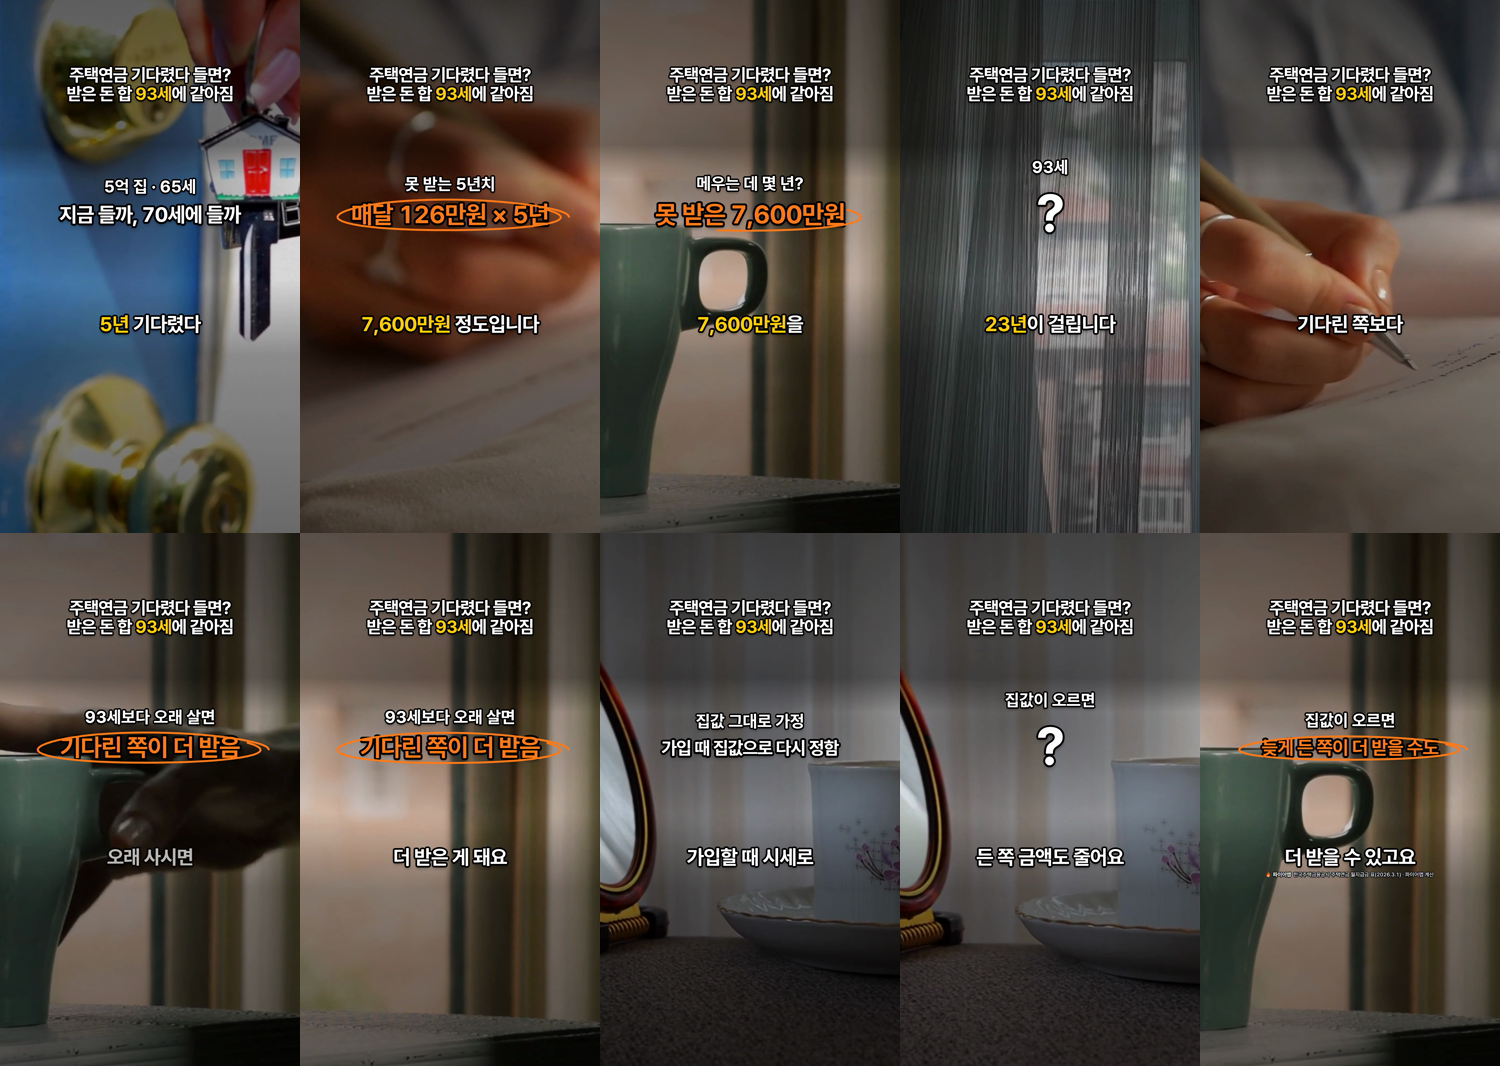 주택연금 기다렸다 들면?
받은 돈 합 93세에 같아짐
5억 집 · 65세
지금 들까, 70세에 들까
5년 기다렸다
주택연금 기다렸다 들면?
받은 돈 합 93세에 같아짐
못 받는 5년치
매달 126만원 × 5년
7,600만원 정도입니다
주택연금 기다렸다 들면?
받은 돈 합 93세에 같아짐
메우는 데 몇 년?
못 받은 7,600만원
7,600만원을
주택연금 기다렸다 들면?
받은 돈 합 93세에 같아짐
93세
?
23년이 걸립니다
주택연금 기다렸다 들면?
받은 돈 합 93세에 같아짐
기다린 쪽보다
주택연금 기다렸다 들면?
받은 돈 합 93세에 같아짐
93세보다 오래 살면
기다린 쪽이 더 받음
오래 사시면
주택연금 기다렸다 들면?
받은 돈 합 93세에 같아짐
93세보다 오래 살면
기다린 쪽이 더 받음
더 받은 게 돼요
주택연금 기다렸다 들면?
받은 돈 합 93세에 같아짐
집값 그대로 가정
가입 때 집값으로 다시 정함
가입할 때 시세로
주택연금 기다렸다 들면?
받은 돈 합 93세에 같아짐
집값이 오르면
?
든 쪽 금액도 줄어요
주택연금 기다렸다 들면?
받은 돈 합 93세에 같아짐
집값이 오르면
늦게 든 쪽이 더 받을 수도
더 받을 수 있고요